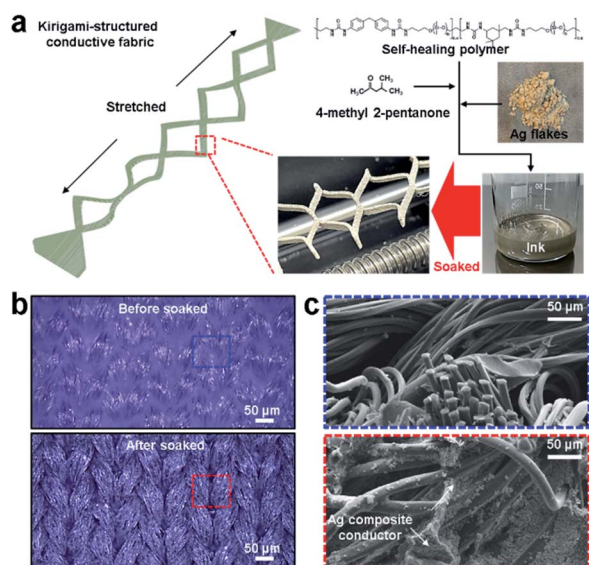 a
Kirigami-structured
conductive fabric
Stretched
Self-healing polymer
4-methyl 2-pentanone
Ag flakes
Ink
Soaked
b
Before soaked
50 µm
After soaked
50 µm
c
50 µm
50 µm
Ag composite
conductor